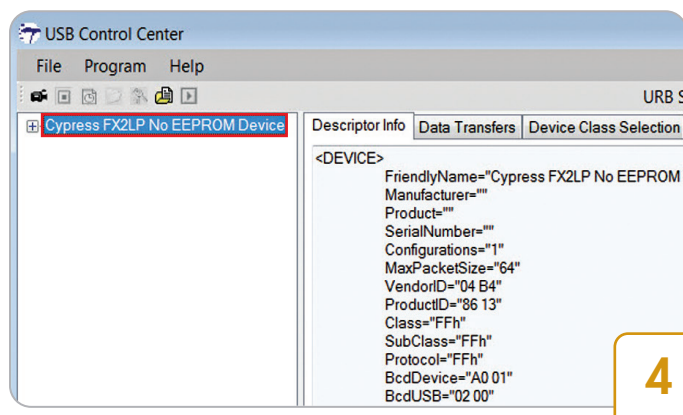 USB Control Center
File Program Help
URB S
Cypress FX2LP No EEPROM Device
Descriptor Info Data Transfers Device Class Selection
<DEVICE>
FriendlyName="Cypress FX2LP No EEPROM
Manufacturer=""
Product=""
SerialNumber=""
Configurations="1"
MaxPacketSize="64"
VendorID="04 B4"
ProductID="86 13"
Class="FFh"
SubClass="FFh"
Protocol="FFh"
BcdDevice="A0 01"
BcdUSB="02 00"
4